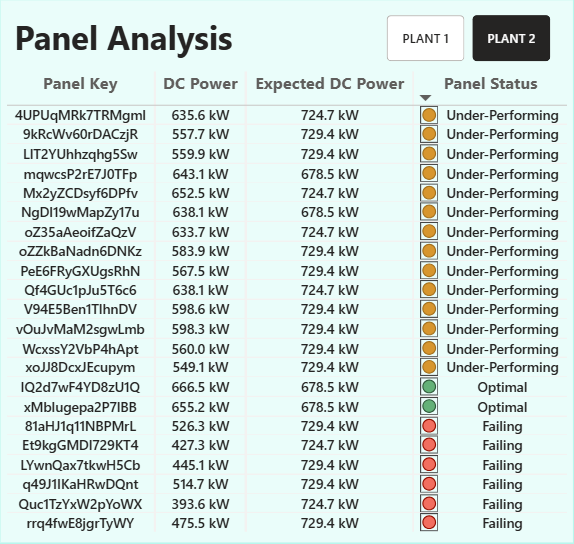 Panel Analysis PLANT 1 PLANT 2
Panel Key DC Power Expected DC Power Panel Status
4UPUqMRk7TRMgml 635.6 kW 724.7 kW Under-Performing
9kRcWv60rDACzjR 557.7 kW 729.4 kW Under-Performing
LlT2YUhhzqhg5Sw 559.9 kW 729.4 kW Under-Performing
mqwcsP2rE7J0TFp 643.1 kW 678.5 kW Under-Performing
Mx2yZCDsyf6DPfv 652.5 kW 724.7 kW Under-Performing
NgDl19wMapZy17u 638.1 kW 678.5 kW Under-Performing
oZ35aAeoifZaQzV 633.7 kW 724.7 kW Under-Performing
oZZkBaNadn6DNKz 583.9 kW 729.4 kW Under-Performing
PeE6FRyGXUgsRhN 567.5 kW 729.4 kW Under-Performing
Qf4GUc1pJu5T6c6 638.1 kW 724.7 kW Under-Performing
V94E5Ben1TlhnDV 598.6 kW 729.4 kW Under-Performing
vOuJvMaM2sgwLmb 598.3 kW 729.4 kW Under-Performing
WcxssY2VbP4hApt 560.0 kW 729.4 kW Under-Performing
xoJJ8DcxJEcupym 549.1 kW 729.4 kW Under-Performing
IQ2d7wF4YD8zU1Q 666.5 kW 678.5 kW Optimal
xMbIugepa2P7lBB 655.2 kW 678.5 kW Optimal
81aHJ1q11NBPMrL 526.3 kW 729.4 kW Failing
Et9kgGMDl729KT4 427.3 kW 724.7 kW Failing
LYwnQax7tkwH5Cb 445.1 kW 729.4 kW Failing
q49J1IKaHRwDQnt 514.7 kW 729.4 kW Failing
Quc1TzYxW2pYoWX 393.6 kW 724.7 kW Failing
rrq4fwE8jgrTyWY 475.5 kW 729.4 kW Failing